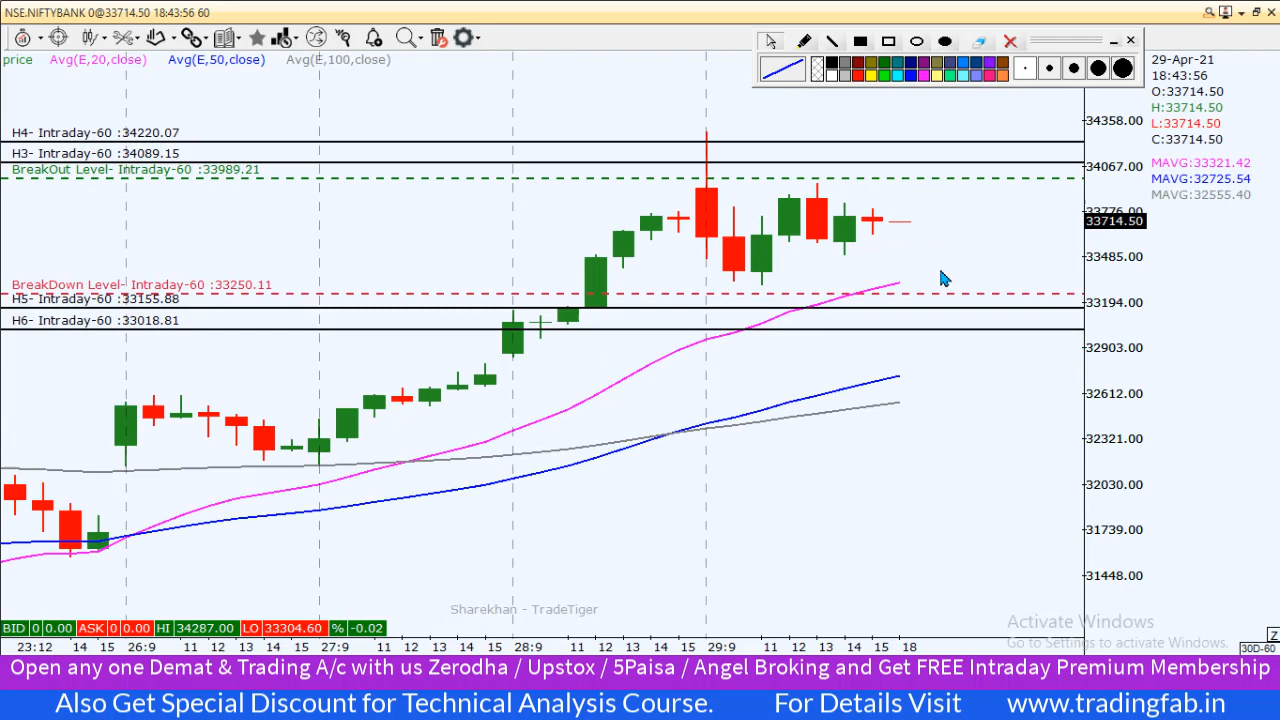 NSE.NIFTYBANK 0@33714.50 18:43:56 60
price Avg(E,20,close) Avg(E,50,close) Avg(E,100,close)
29-Apr-21
18:43:56
O:33714.50
H:33714.50
L:33714.50
C:33714.50
MAVG:33321.42
MAVG:32725.54
MAVG:32555.40
H4- Intraday-60 :34220.07
H3- Intraday-60 :34089.15
BreakOut Level- Intraday-60 :33989.21
BreakDown Level- Intraday-60 :33250.11
H5- Intraday-60 :33155.88
H6- Intraday-60 :33018.81
34358.00
34067.00
33776.00
33714.50
33485.00
33194.00
32903.00
32612.00
32321.00
32030.00
31739.00
31448.00
Sharekhan - TradeTiger
Activate Windows
Go to Settings to activate Windows.
BID 0 0.00 ASK 0 0.00 HI 34287.00 LO 33304.60 % -0.02
Z
23:12 14 15 26:9 11 12 13 14 15 27:9 11 12 13 14 15 28:9 11 12 13 14 15 29:9 11 12 13 14 15 18
30D-60
Open any one Demat & Trading A/c with us Zerodha / Upstox / 5Paisa / Angel Broking and Get FREE Intraday Premium Membership
Also Get Special Discount for Technical Analysis Course. For Details Visit www.tradingfab.in